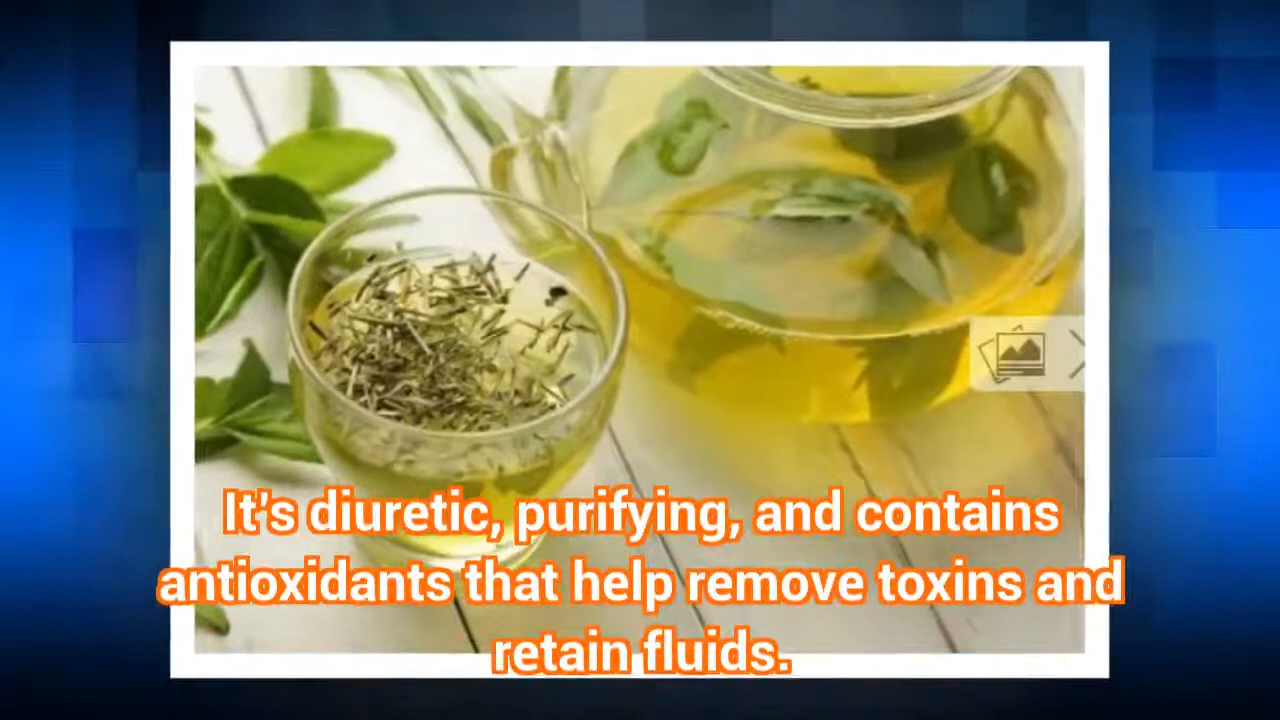 It's diuretic, purifying, and contains
antioxidants that help remove toxins and
retain fluids.